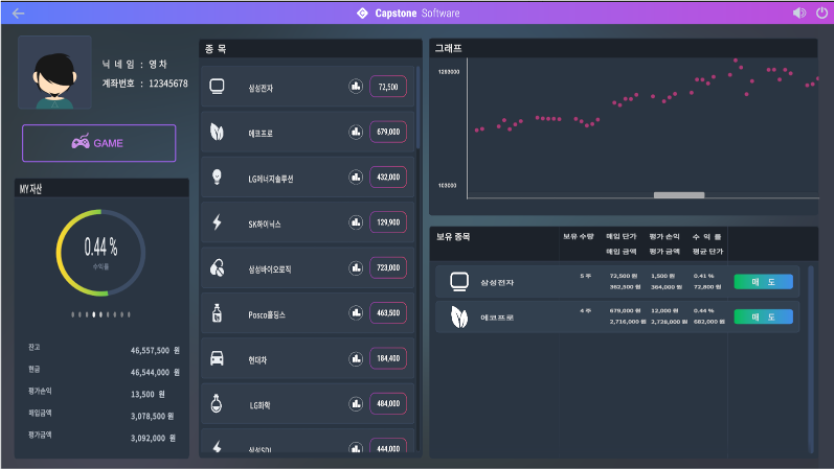 Capstone Software
닉 네 임 : 영차
계좌번호 : 12345678
GAME
MY 자산
0.44 %
수익률
잔고 46,557,500 원
현금 46,544,000 원
평가손익 13,500 원
매입금액 3,078,500 원
평가금액 3,092,000 원
종 목
삼성전자 72,500
에코프로 679,000
LG에너지솔루션 432,000
SK하이닉스 129,900
삼성바이오로직 723,000
Posco홀딩스 463,500
현대차 184,400
LG화학 484,000
삼성SDI 444,000
그래프
보유 종목
보유 수량 매입 단가 평가 손익 수 익 률
매입 금액 평가 금액 평균 단가
삼성전자 5 주 72,500 원 1,500 원 0.41 % 매 도
362,500 원 364,000 원 72,800 원
에코프로 4 주 679,000 원 12,000 원 0.44 % 매 도
2,716,000 원 2,728,000 원 682,000 원